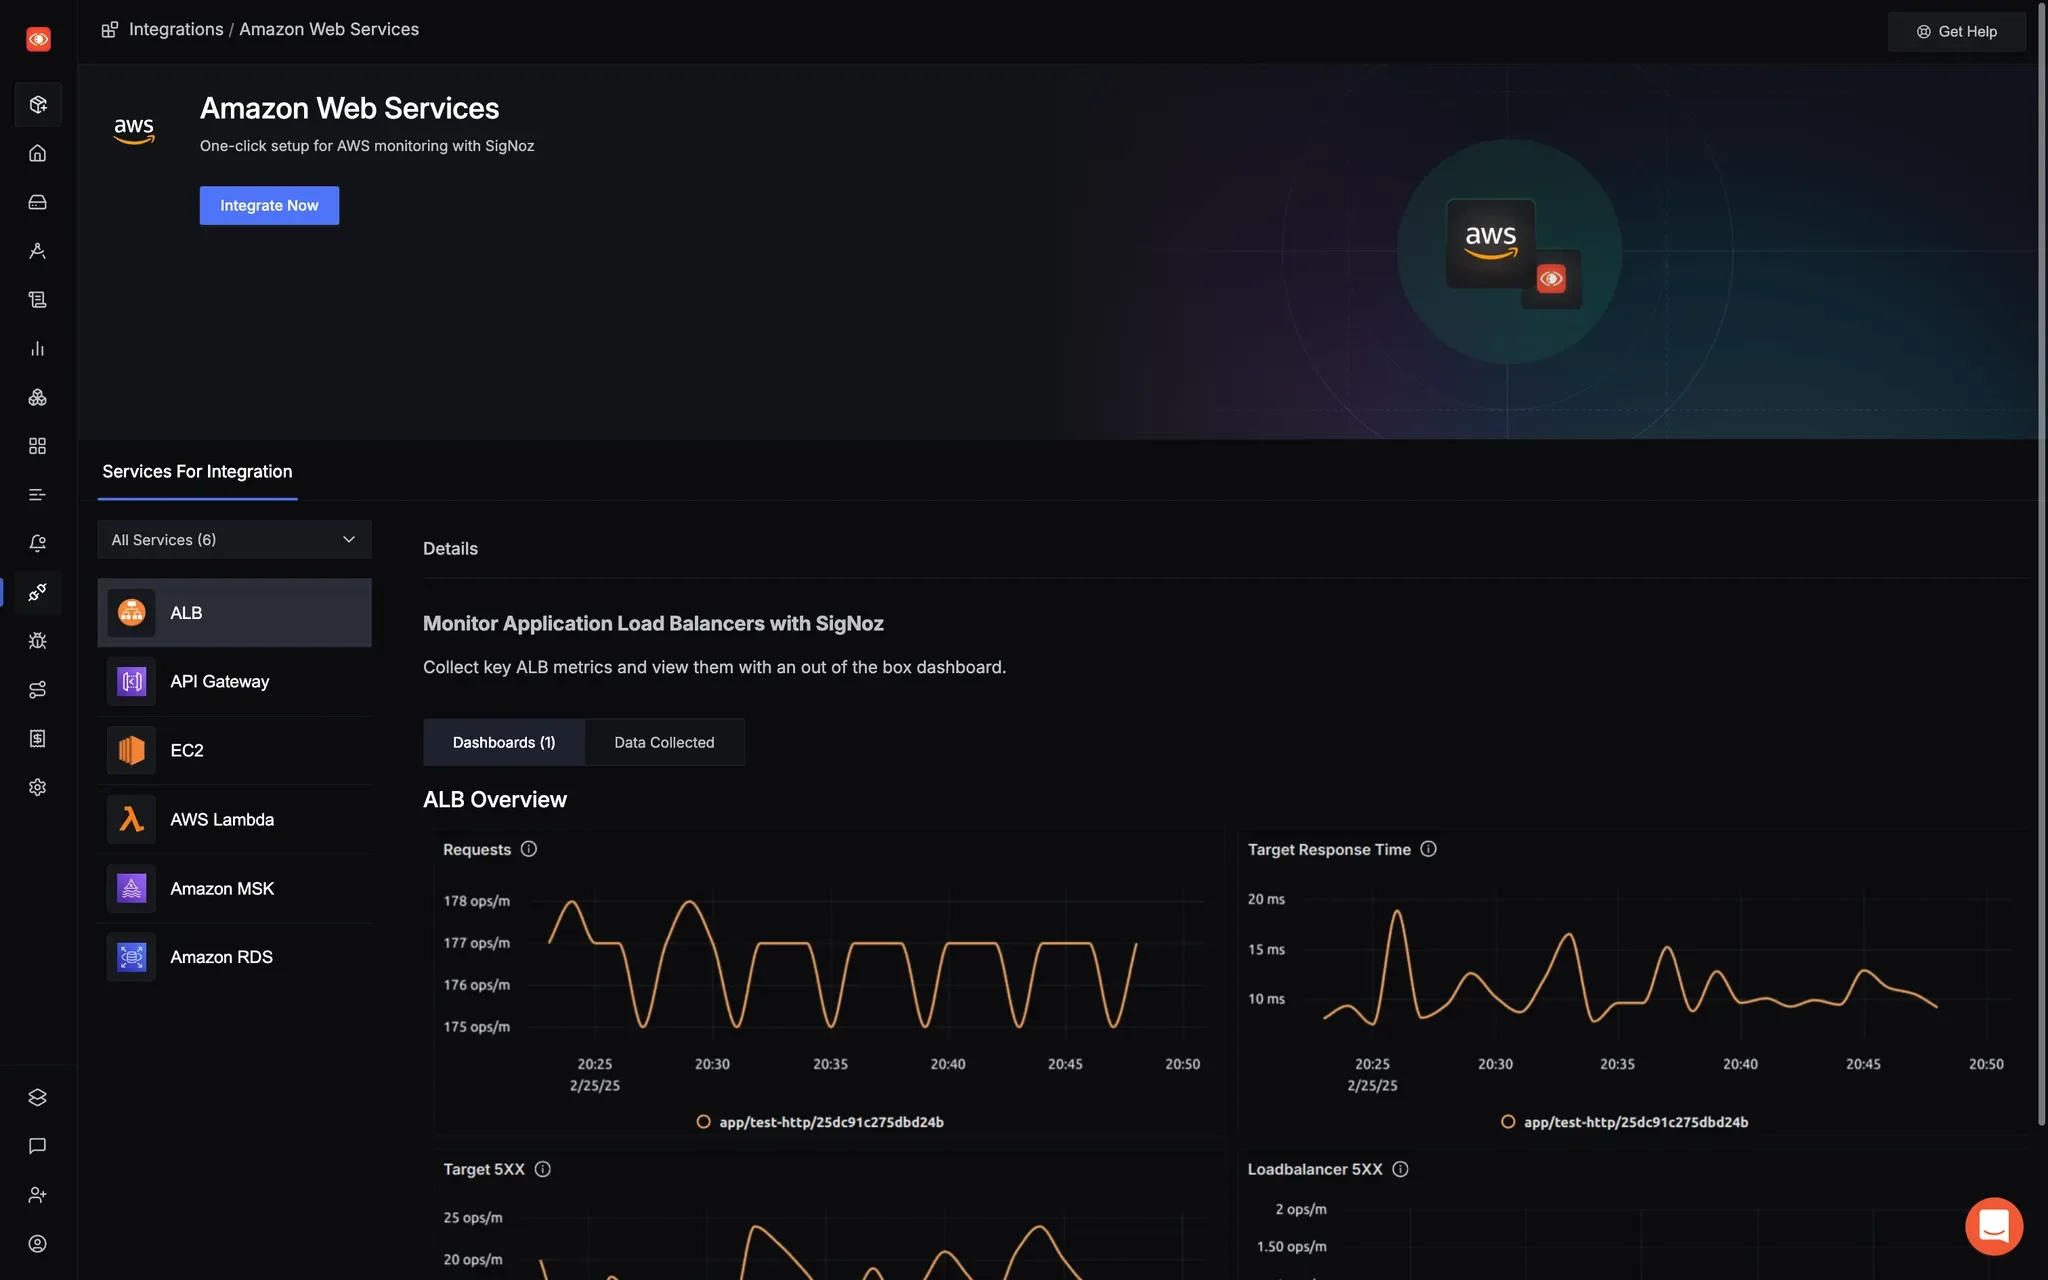 Integrations / Amazon Web Services
Get Help
aws
Amazon Web Services
One-click setup for AWS monitoring with SigNoz
Integrate Now
aws
Services For Integration
All Services (6)
ALB
API Gateway
EC2
AWS Lambda
Amazon MSK
Amazon RDS
Details
Monitor Application Load Balancers with SigNoz
Collect key ALB metrics and view them with an out of the box dashboard.
Dashboards (1)
Data Collected
ALB Overview
Requests
178 ops/m
177 ops/m
176 ops/m
175 ops/m
20:25 20:30 20:35 20:40 20:45 20:50
2/25/25
app/test-http/25dc91c275dbd24b
Target Response Time
20 ms
15 ms
10 ms
20:25 20:30 20:35 20:40 20:45 20:50
2/25/25
app/test-http/25dc91c275dbd24b
Target 5XX
25 ops/m
20 ops/m
Loadbalancer 5XX
2 ops/m
1.50 ops/m